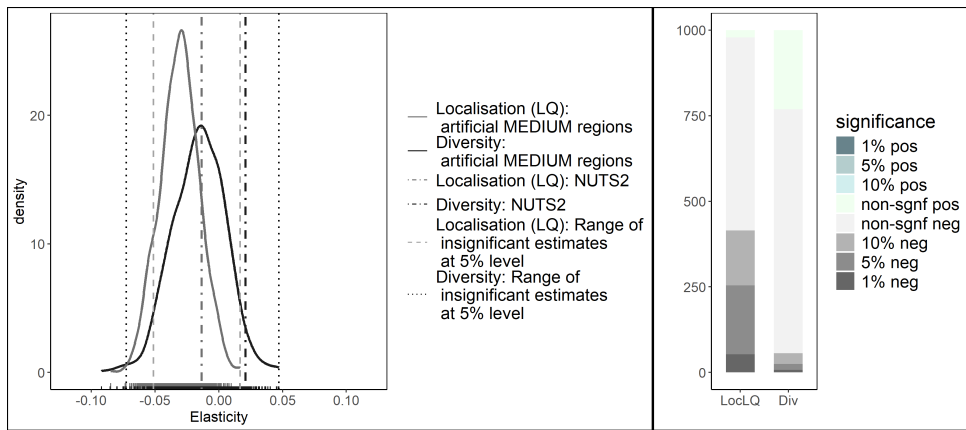 20
10
0
density
-0.10
-0.05
0.00
0.05
0.10
Elasticity
Localisation (LQ):
artificial MEDIUM regions
Diversity:
artificial MEDIUM regions
Localisation (LQ): NUTS2
Diversity: NUTS2
Localisation (LQ): Range of
insignificant estimates
at 5% level
Diversity: Range of
insignificant estimates
at 5% level
1000
750
500
250
0
LocLQ
Div
significance
1% pos
5% pos
10% pos
non-sgnf pos
non-sgnf neg
10% neg
5% neg
1% neg